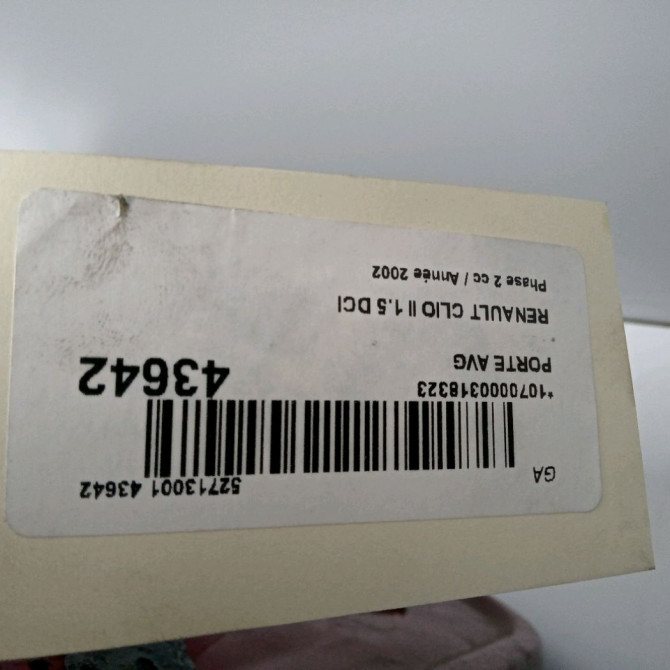 GA
52713001 43642
*1070000318323
43642
PORTE AVG
RENAULT CLIO II 1.5 DCI
Phase 2 cc / Année 2002